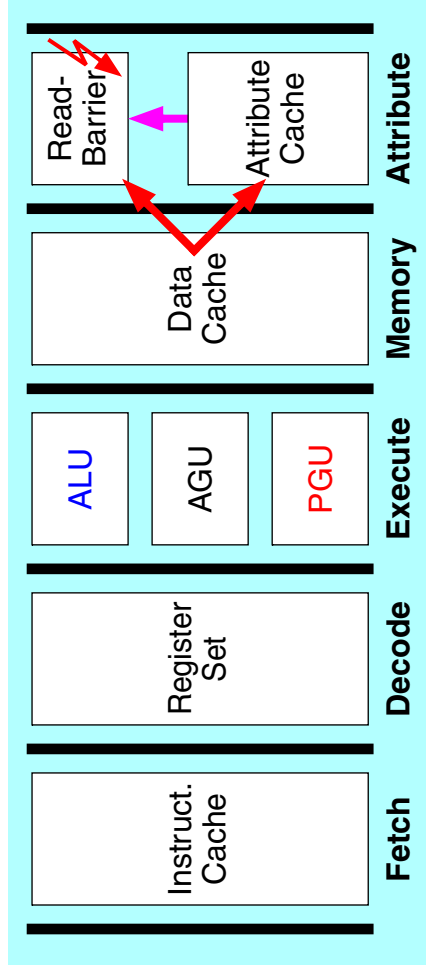 Instruct.
Cache
Register
Set
ALU
AGU
PGU
Data
Cache
Read-
Barrier
Attribute
Cache
Fetch
Decode
Execute
Memory
Attribute